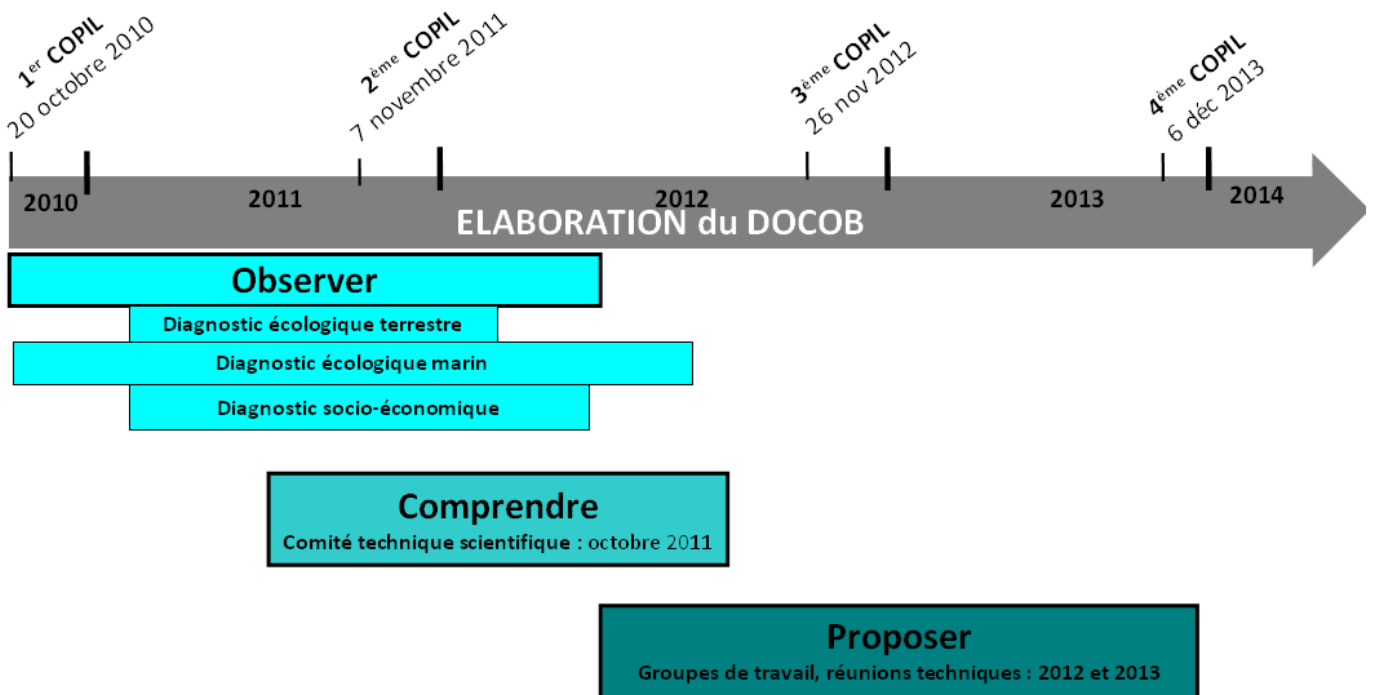 1er COPIL
20 octobre 2010
2ème COPIL
7 novembre 2011
3ème COPIL
26 nov 2012
4ème COPIL
6 déc 2013
2010
2011
2012
2013
2014
ELABORATION du DOCOB
Observer
Diagnostic écologique terrestre
Diagnostic écologique marin
Diagnostic socio-économique
Comprendre
Comité technique scientifique : octobre 2011
Proposer
Groupes de travail, réunions techniques : 2012 et 2013